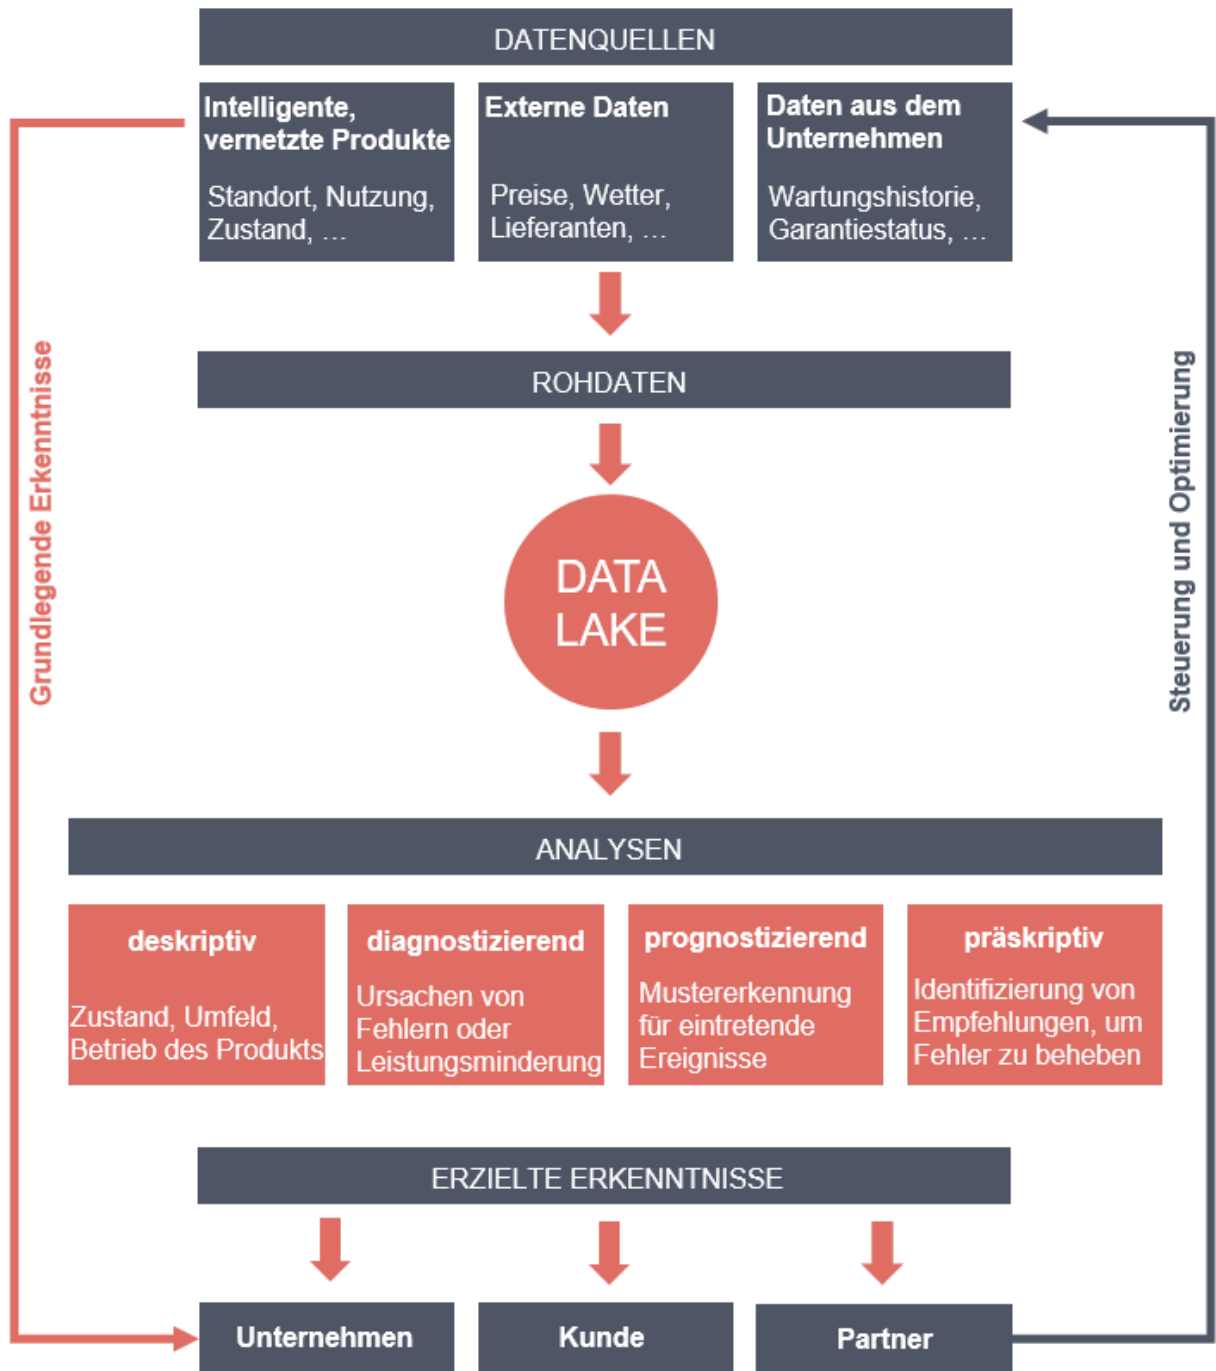 DATENQUELLEN
Intelligente,
vernetzte Produkte
Standort, Nutzung,
Zustand, ...
Externe Daten
Preise, Wetter,
Lieferanten, ...
Daten aus dem
Unternehmen
Wartungshistorie,
Garantiestatus, ...
Grundlegende Erkenntnisse
Steuerung und Optimierung
ROHDATEN
DATA
LAKE
ANALYSEN
deskriptiv
Zustand, Umfeld,
Betrieb des Produkts
diagnostizierend
Ursachen von
Fehlern oder
Leistungsminderung
prognostizierend
Mustererkennung
für eintretende
Ereignisse
präskriptiv
Identifizierung von
Empfehlungen, um
Fehler zu beheben
ERZIELTE ERKENNTNISSE
Unternehmen
Kunde
Partner